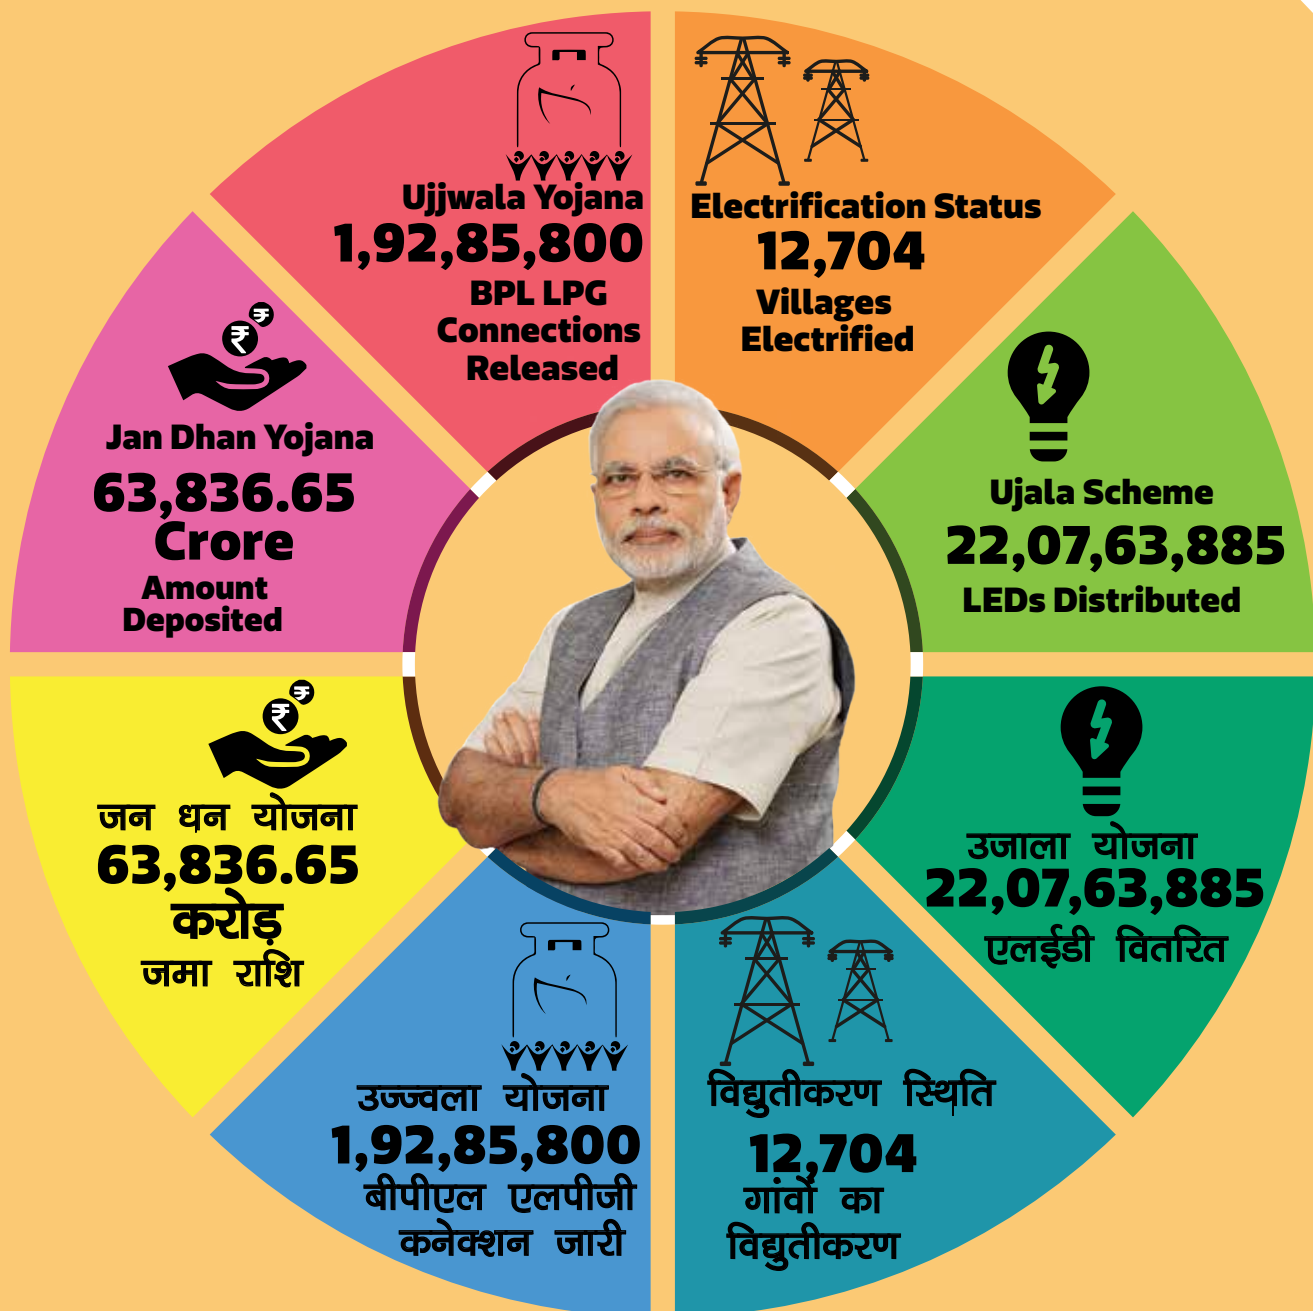 Ujjwala Yojana
1,92,85,800
BPL LPG
Connections
Released
Electrification Status
12,704
Villages
Electrified
Jan Dhan Yojana
63,836.65
Crore
Amount
Deposited
Ujala Scheme
22,07,63,885
LEDs Distributed
जन धन योजना
63,836.65
करोड़
जमा राशि
उजाला योजना
22,07,63,885
एलईडी वितरित
उज्ज्वला योजना
1,92,85,800
बीपीएल एलपीजी
कनेक्शन जारी
विद्युतीकरण स्थिति
12,704
गांवों का
विद्युतीकरण